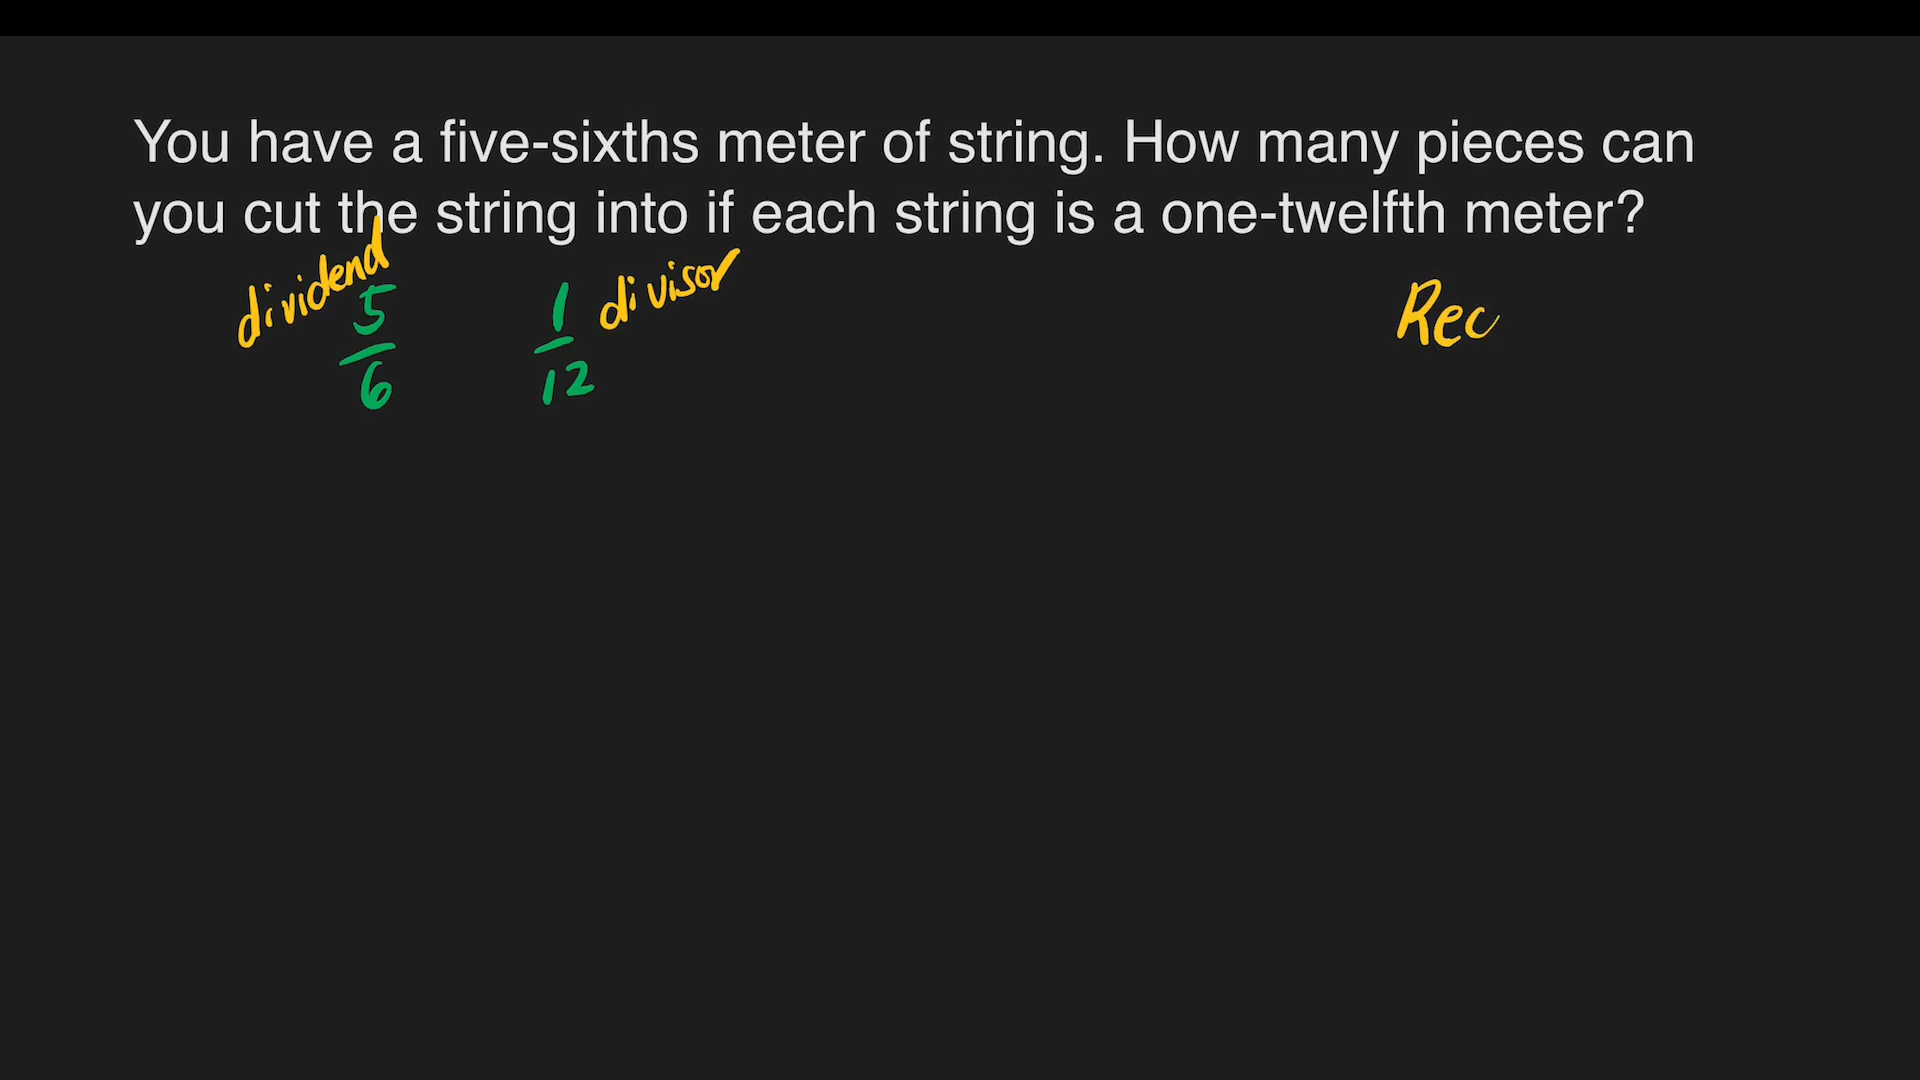 You have a five-sixths meter of string. How many pieces can
you cut the string into if each string is a one-twelfth meter?
dividend
5
6
1
12
divisor
Rec